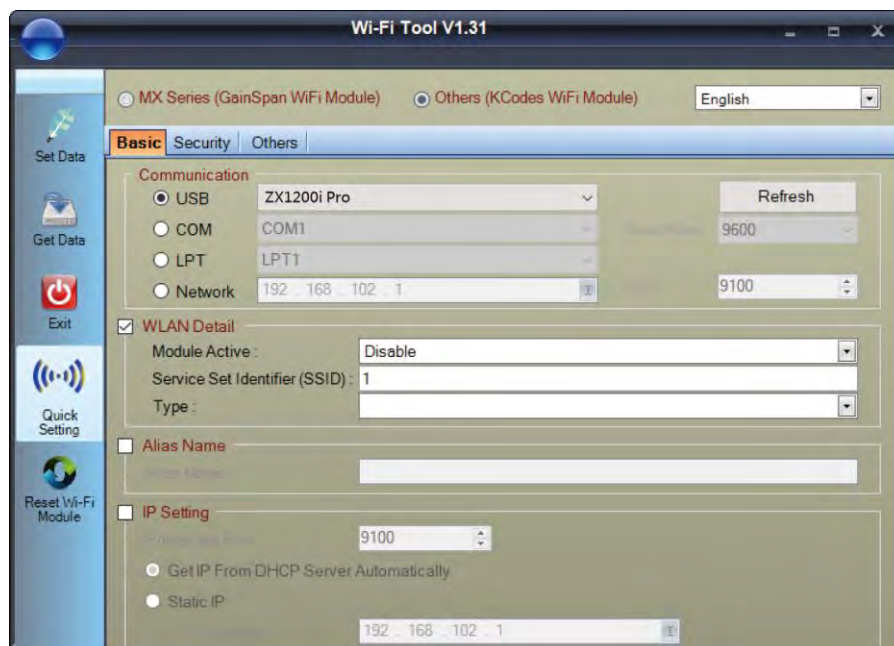 Wi-Fi Tool V1.31
MX Series (GainSpan WiFi Module) Others (KCodes WiFi Module) English
Set Data
Get Data
Exit
Quick
Setting
Reset Wi-Fi
Module
Basic Security Others
Communication
USB ZX1200i Pro Refresh
COM COM1 9600
LPT LPT1
Network 192 . 168 . 102 . 1 9100
WLAN Detail
Module Active : Disable
Service Set Identifier (SSID) : 1
Type :
Alias Name
IP Setting
9100
Get IP From DHCP Server Automatically
Static IP
192 . 168 . 102 . 1